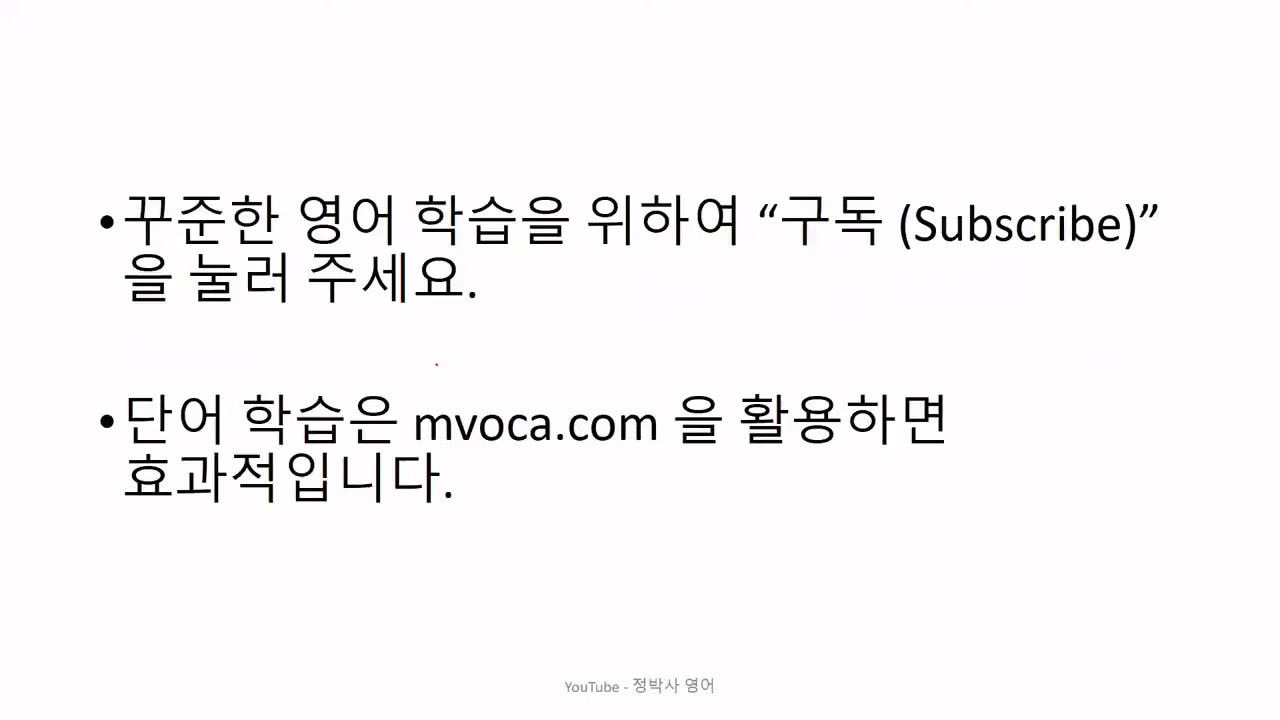 •꾸준한 영어 학습을 위하여 “구독 (Subscribe)”
을 눌러 주세요.
•단어 학습은 mvoca.com 을 활용하면
효과적입니다.
YouTube - 정박사 영어